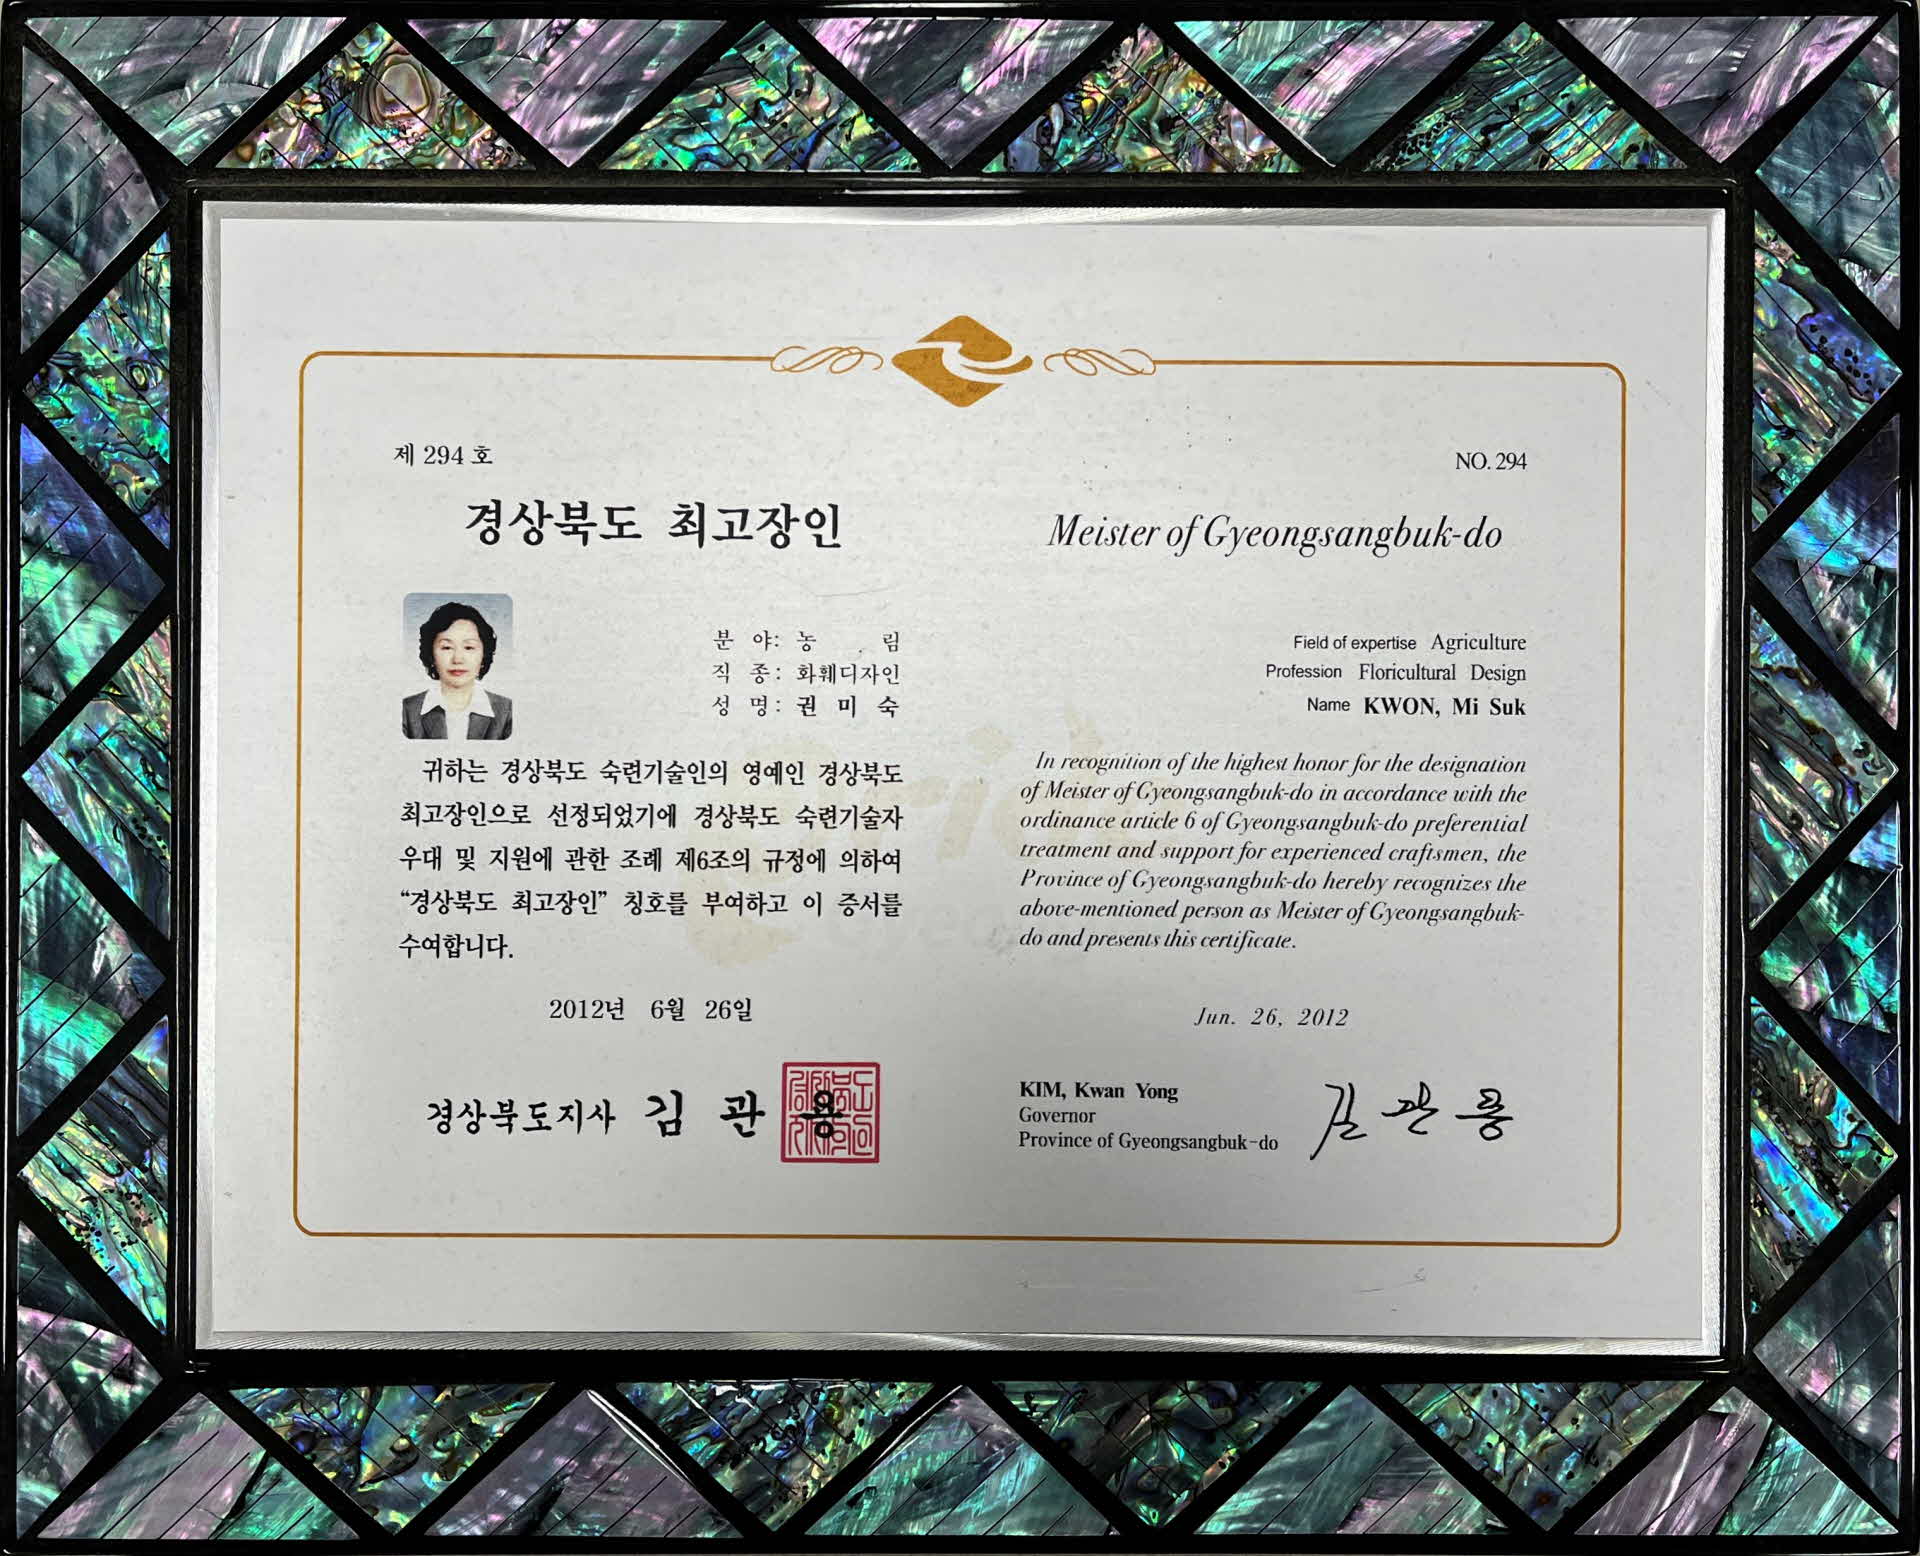 제 294 호
경상북도 최고장인
분 야: 농 림
직 종: 화훼디자인
성 명: 권 미 숙
귀하는 경상북도 숙련기술인의 영예인 경상북도
최고장인으로 선정되었기에 경상북도 숙련기술자
우대 및 지원에 관한 조례 제6조의 규정에 의하여
“경상북도 최고장인” 칭호를 부여하고 이 증서를
수여합니다.
2012년 6월 26일
경상북도지사 김 관 용
NO. 294
Meister of Gyeongsangbuk-do
Field of expertise Agriculture
Profession Floricultural Design
Name KWON, Mi Suk
In recognition of the highest honor for the designation
of Meister of Gyeongsangbuk-do in accordance with the
ordinance article 6 of Gyeongsangbuk-do preferential
treatment and support for experienced craftsmen, the
Province of Gyeongsangbuk-do hereby recognizes the
above-mentioned person as Meister of Gyeongsangbuk-
do and presents this certificate.
Jun. 26, 2012
KIM, Kwan Yong
Governor
Province of Gyeongsangbuk-do
김관용